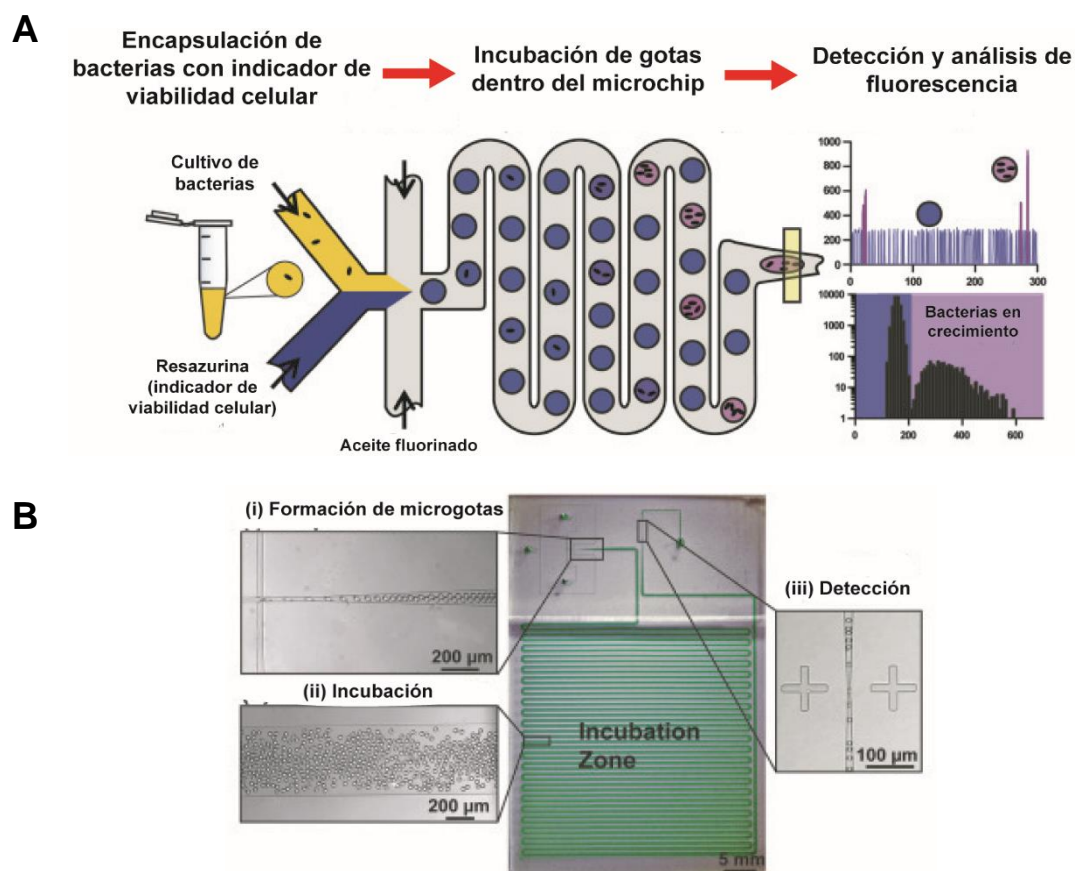 A
Encapsulación de
bacterias con indicador de
viabilidad celular
Incubación de gotas
dentro del microchip
Detección y análisis de
fluorescencia
Cultivo de
bacterias
Resazurina
(indicador de
viabilidad celular)
Aceite fluorinado
1000
800
600
400
200
0
0
100
200
300
10000
1000
100
10
1
Bacterias en
crecimiento
0
200
400
600
B
(i) Formación de microgotas
200 µm
(ii) Incubación
200 µm
Incubation
Zone
5 mm
(iii) Detección
100 µm